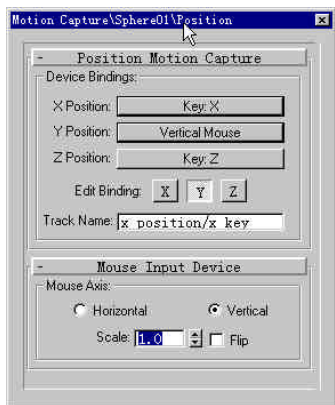 Motion Capture\Sphere01\Position
- Position Motion Capture
Device Bindings:
X Position: Key: X
Y Position: Vertical Mouse
Z Position: Key: Z
Edit Binding: X Y Z
Track Name: x position/x key
- Mouse Input Device
Mouse Axis:
Horizontal Vertical
Scale: 1.0 Flip